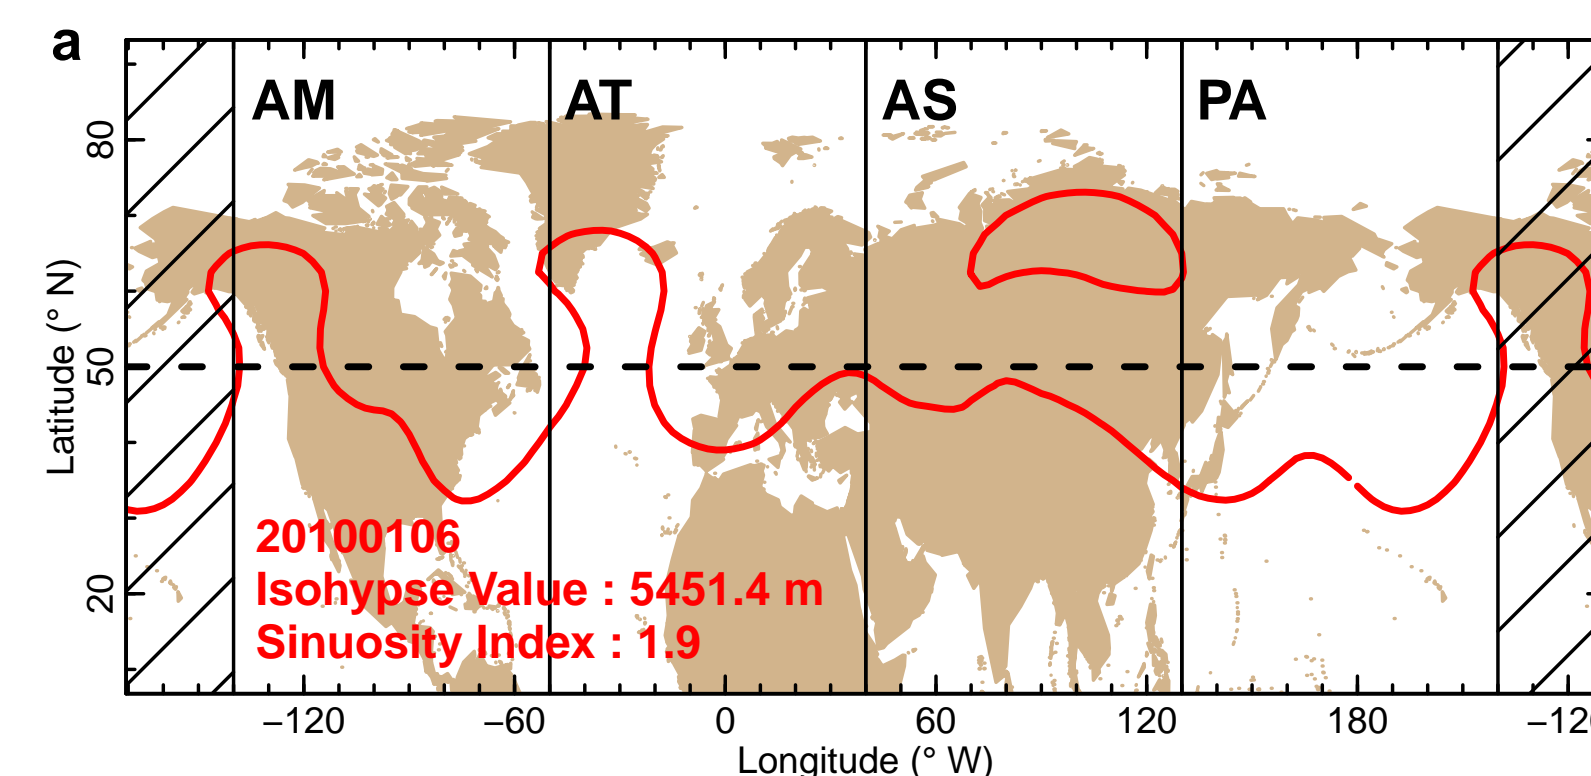 a
AM AT AS PA
80
50
20
Latitude (° N)
20100106
Isohypse Value : 5451.4 m
Sinuosity Index : 1.9
−120 −60 0 60 120 180 −120
Longitude (° W)